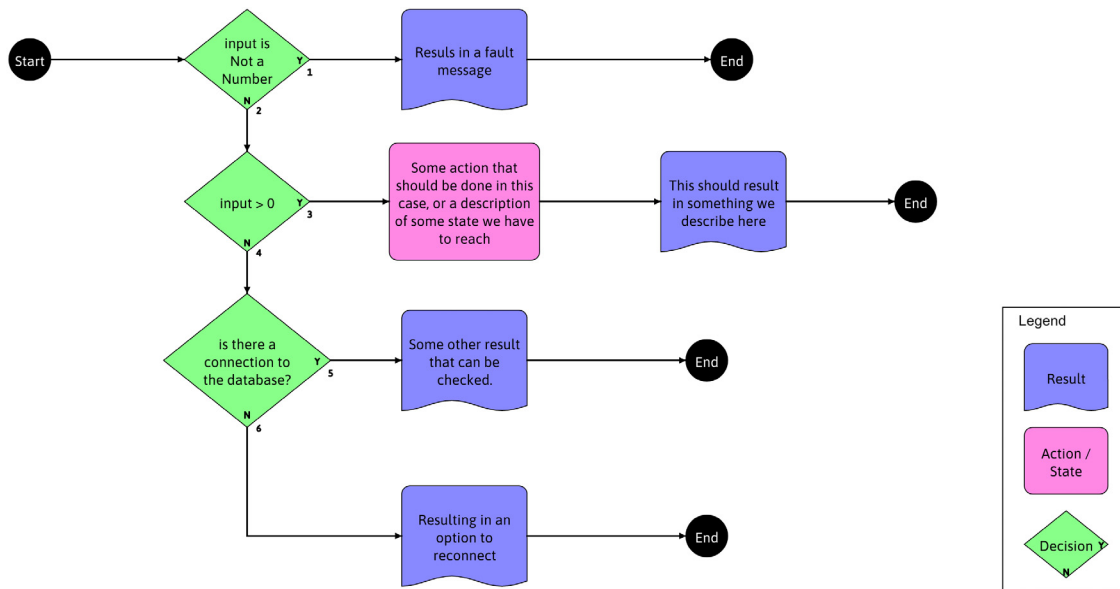 Start
input is
Not a
Number
Y
1
N
2
Resuls in a fault
message
End
input > 0
Y
3
N
4
Some action that
should be done in this
case, or a description
of some state we have
to reach
This should result
in something we
describe here
End
is there a
connection to
the database?
Y
5
N
6
Some other result
that can be
checked.
End
Resulting in an
option to
reconnect
End
Legend
Result
Action /
State
Decision
Y
N